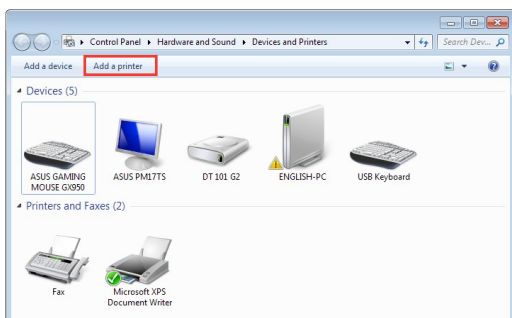 Control Panel Hardware and Sound Devices and Printers
Search Dev...
Add a device Add a printer
Devices (5)
ASUS GAMING
MOUSE GX950
ASUS PM17TS
DT 101 G2
ENGLISH-PC
USB Keyboard
Printers and Faxes (2)
Fax
Microsoft XPS
Document Writer